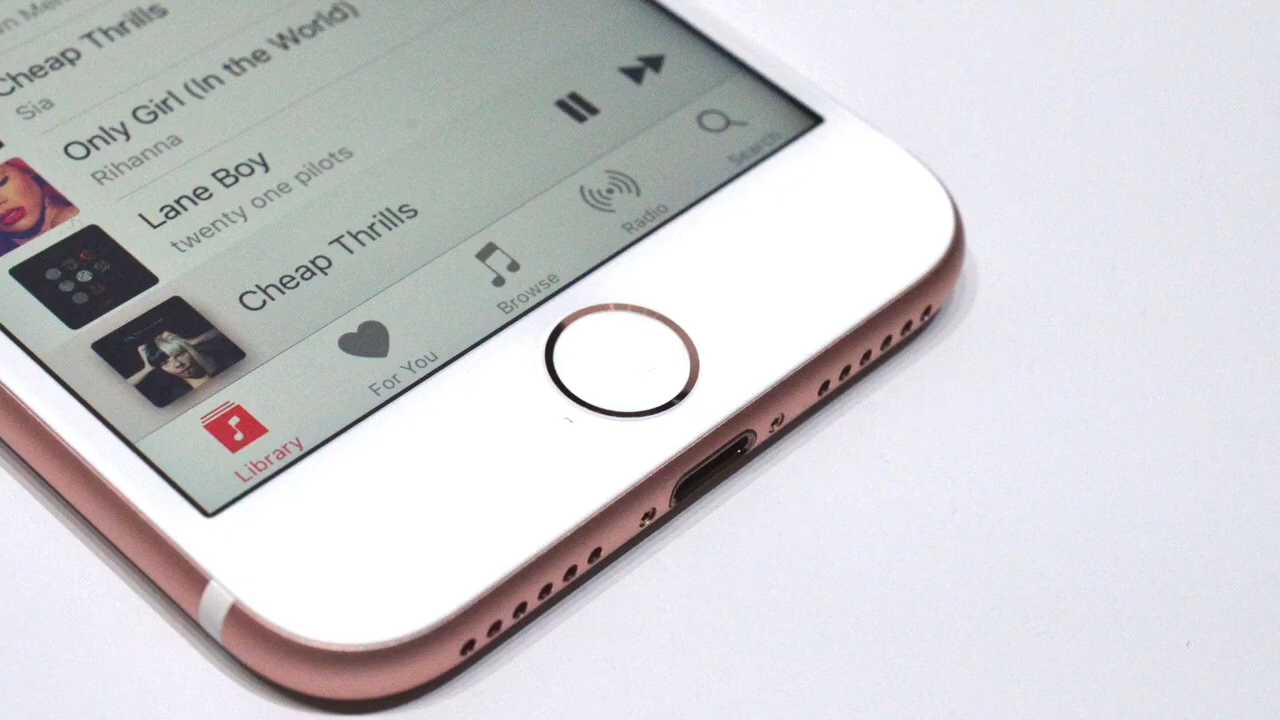 Cheap Thrills
Sia
Only Girl (In the World)
Rihanna
Lane Boy
twenty one pilots
Cheap Thrills
Library
For You
Browse
Radio
Search